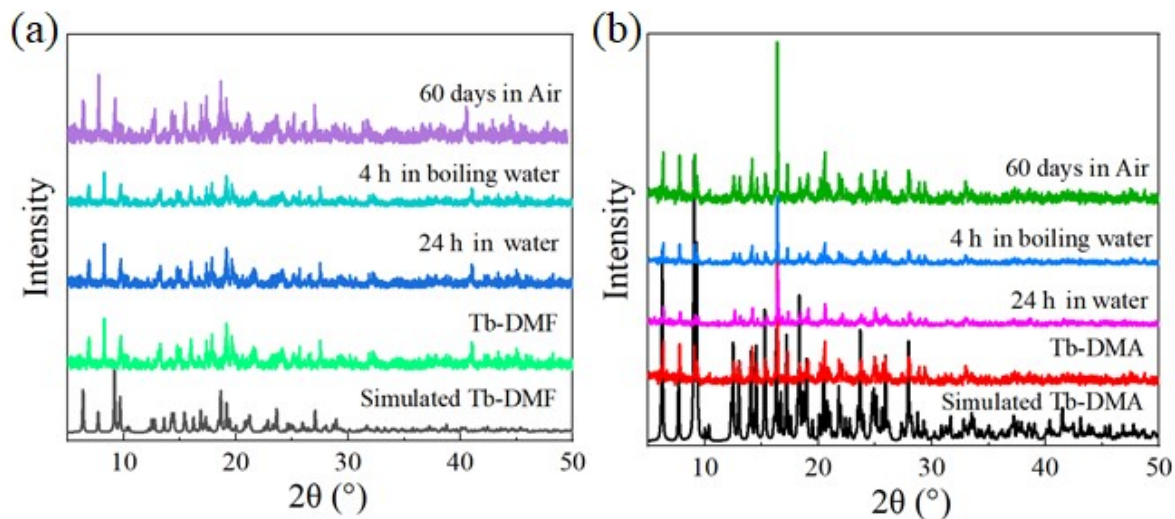 (a)
60 days in Air
4 h in boiling water
24 h in water
Tb-DMF
Simulated Tb-DMF
Intensity
10
20
30
40
50
2θ (°)
(b)
60 days in Air
4 h in boiling water
24 h in water
Tb-DMA
Simulated Tb-DMA
Intensity
10
20
30
40
50
2θ (°)